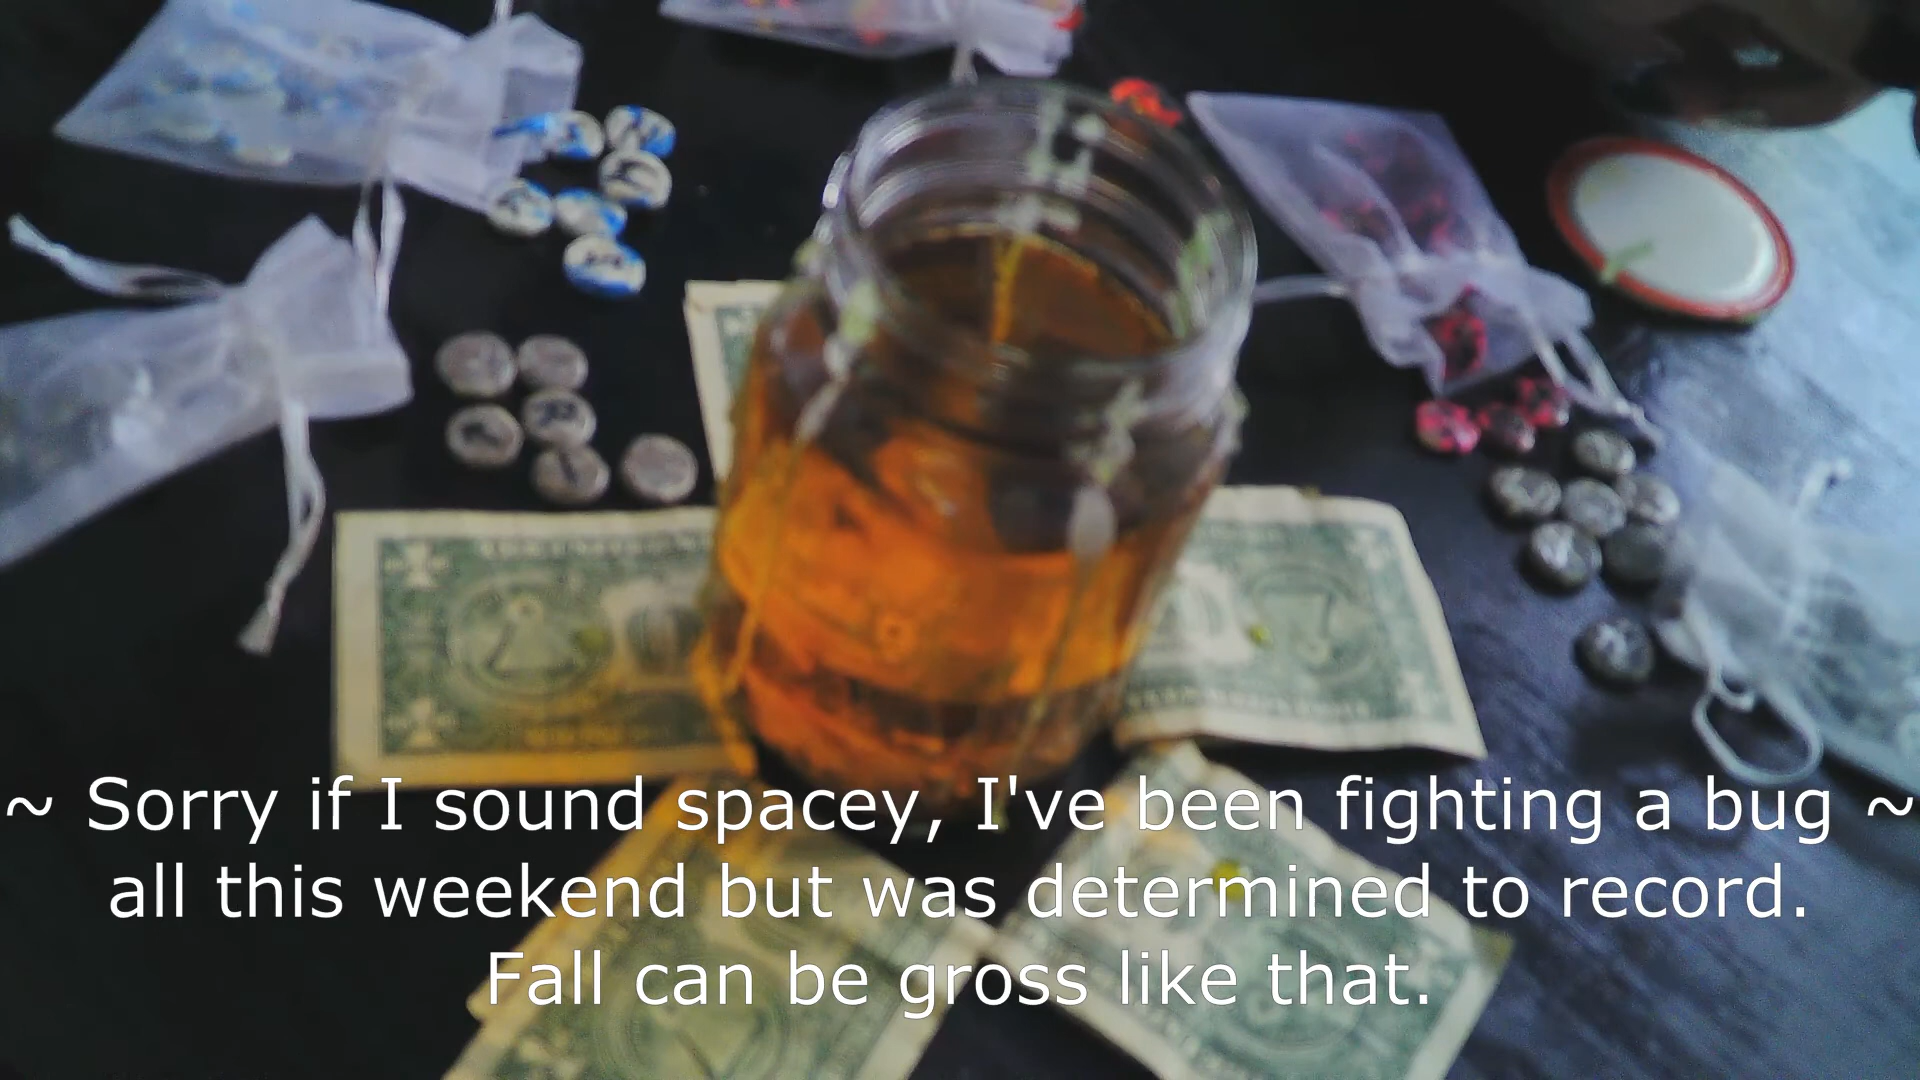 ~ Sorry if I sound spacey, I've been fighting a bug ~
all this weekend but was determined to record.
Fall can be gross like that.